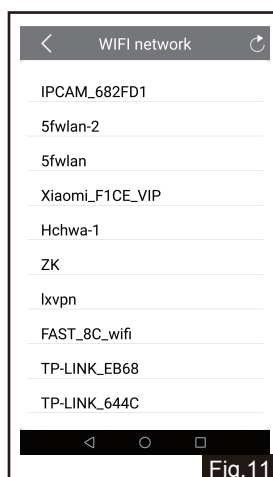 WIFI network
IPCAM_682FD1
5fwlan-2
5fwlan
Xiaomi_F1CE_VIP
Hchwa-1
ZK
lxvpn
FAST_8C_wifi
TP-LINK_EB68
TP-LINK_644C
Fig.11